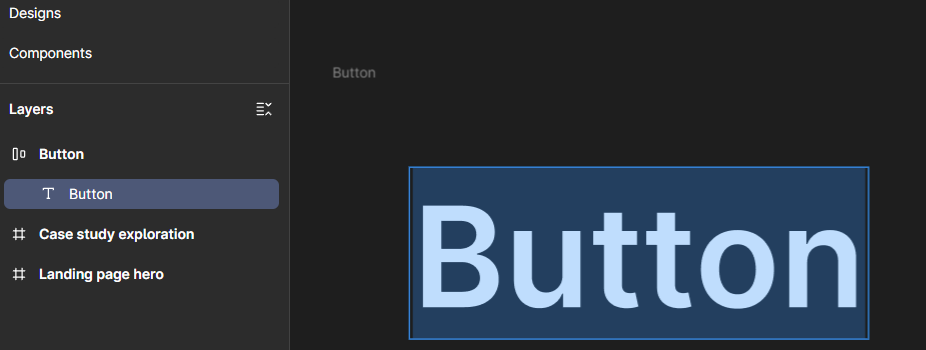 Designs
Components
Layers
Button
Button
Case study exploration
Landing page hero
Button
Button